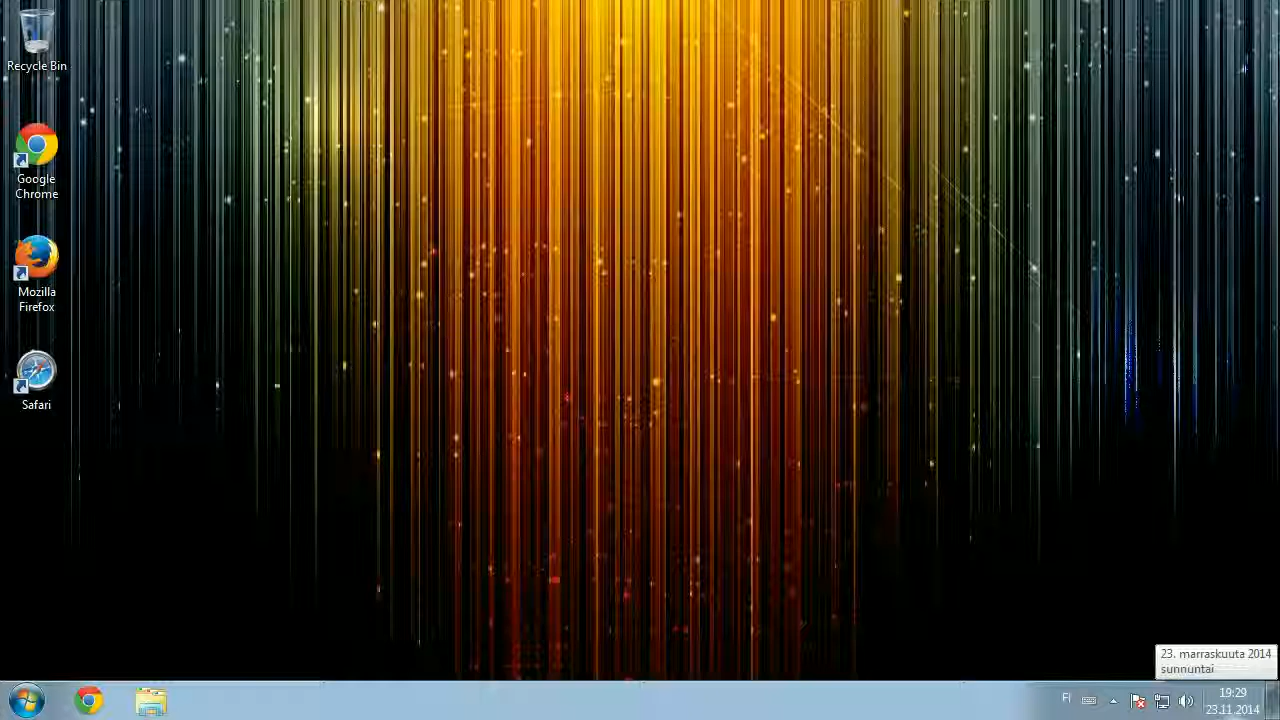 Recycle Bin
Google
Chrome
Mozilla
Firefox
Safari
23. marraskuuta 2014
sunnuntai
FI
19:29
23.11.2014